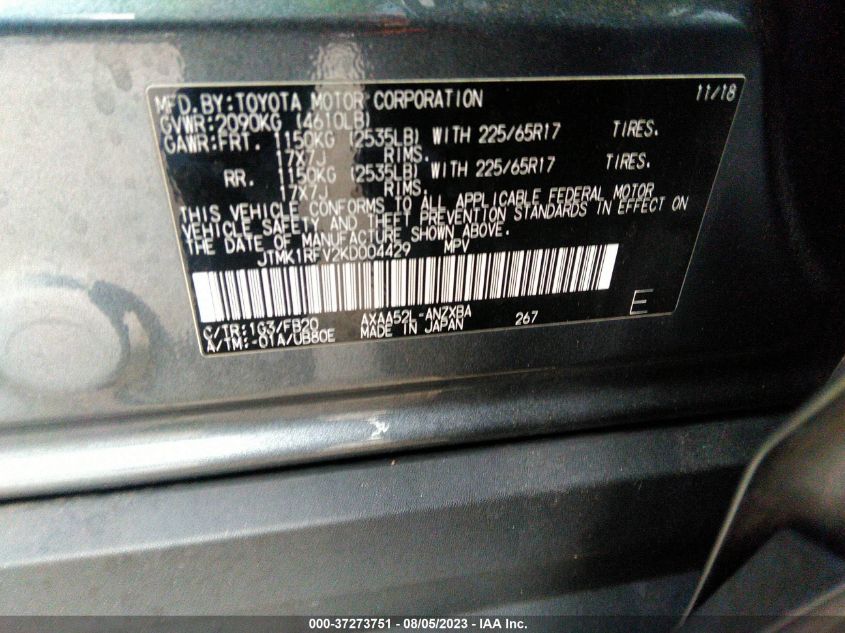 MFD.BY:TOYOTA MOTOR CORPORATION 11/18
GVWR:2090KG (4610LB)
GAWR:FRT. 1150KG (2535LB) WITH 225/65R17 TIRES.
17X7J RIMS.
RR. 1150KG (2535LB) WITH 225/65R17 TIRES.
17X7J RIMS.
THIS VEHICLE CONFORMS TO ALL APPLICABLE FEDERAL MOTOR
VEHICLE SAFETY AND THEFT PREVENTION STANDARDS IN EFFECT ON
THE DATE OF MANUFACTURE SHOWN ABOVE.
JTMK1RFV2KD004429 MPV
E
C/TR:1G3/FB20 AXAA52L-ANZXBA 267
A/TM:-01A/UB80E MADE IN JAPAN
000-37273751 - 08/05/2023 - IAA Inc.